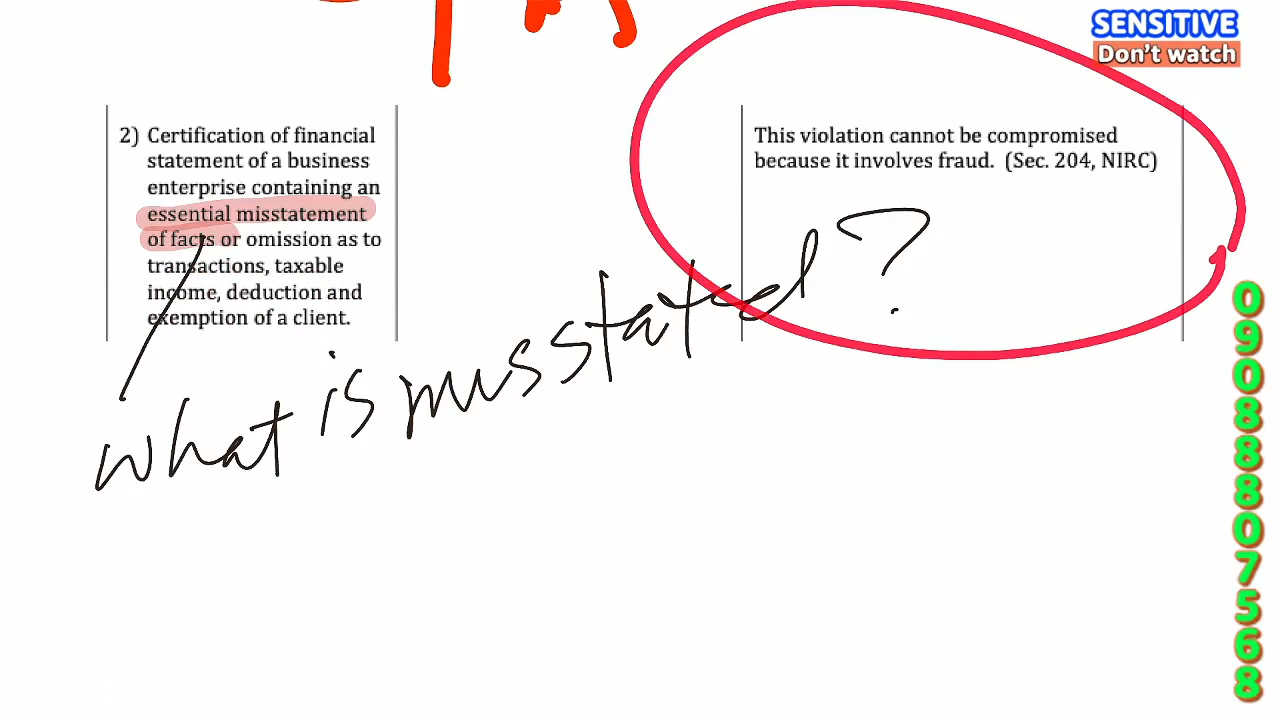 SENSITIVE
Don't watch
2) Certification of financial
statement of a business
enterprise containing an
essential misstatement
of facts or omission as to
transactions, taxable
income, deduction and
exemption of a client.
This violation cannot be compromised
because it involves fraud. (Sec. 204, NIRC)
what is misstated?
09088807568